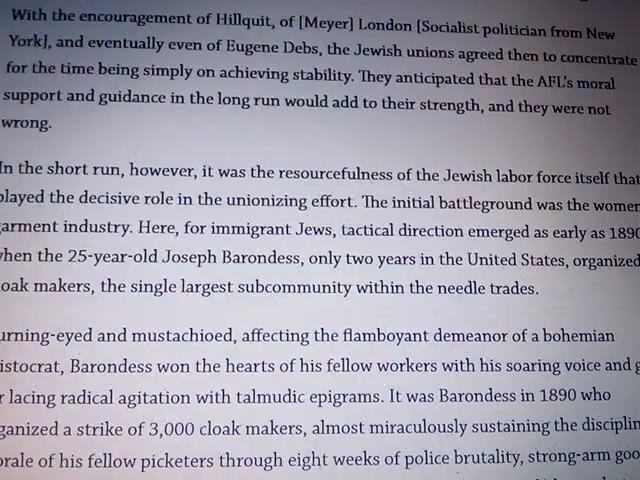 With the encouragement of Hillquit, of [Meyer] London [Socialist politician from New
York], and eventually even of Eugene Debs, the Jewish unions agreed then to concentrate
for the time being simply on achieving stability. They anticipated that the AFL's moral
support and guidance in the long run would add to their strength, and they were not
wrong.
In the short run, however, it was the resourcefulness of the Jewish labor force itself that
played the decisive role in the unionizing effort. The initial battleground was the women
arment industry. Here, for immigrant Jews, tactical direction emerged as early as 1890
when the 25-year-old Joseph Barondess, only two years in the United States, organized
oak makers, the single largest subcommunity within the needle trades.
urning-eyed and mustachioed, affecting the flamboyant demeanor of a bohemian
istocrat, Barondess won the hearts of his fellow workers with his soaring voice and g
r lacing radical agitation with talmudic epigrams. It was Barondess in 1890 who
ganized a strike of 3,000 cloak makers, almost miraculously sustaining the disciplin
orale of his fellow picketers through eight weeks of police brutality, strong-arm goo